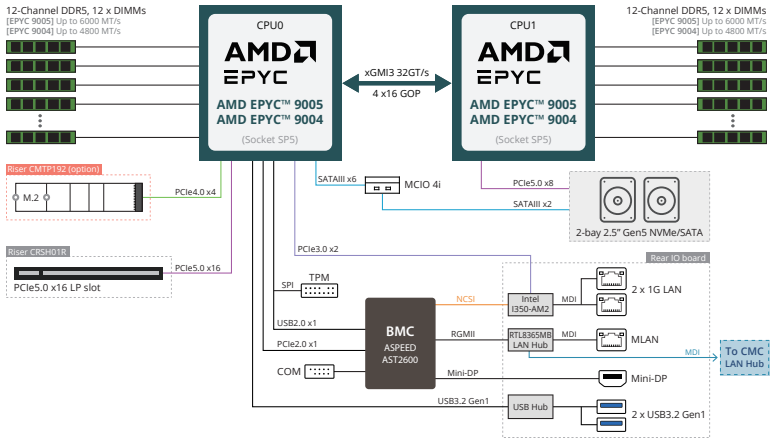 12-Channel DDR5, 12 x DIMMs
[EPYC 9005] Up to 6000 MT/s
[EPYC 9004] Up to 4800 MT/s
CPU0
AMD
EPYC
AMD EPYC™ 9005
AMD EPYC™ 9004
(Socket SP5)
xGMI3 32GT/s
4 x16 GOP
CPU1
AMD
EPYC
AMD EPYC™ 9005
AMD EPYC™ 9004
(Socket SP5)
12-Channel DDR5, 12 x DIMMs
[EPYC 9005] Up to 6000 MT/s
[EPYC 9004] Up to 4800 MT/s
Riser CMTP192 (option)
M.2
PCIe4.0 x4
SATAIII x6
MCIO 4i
PCIe5.0 x8
SATAIII x2
2-bay 2.5” Gen5 NVMe/SATA
Riser CRSH01R
PCIe5.0 x16
PCIe5.0 x16 LP slot
PCIe3.0 x2
Rear IO board
TPM
SPI
USB2.0 x1
PCIe2.0 x1
COM
BMC
ASPEED
AST2600
NCSI
Intel
I350-AM2
MDI
2 x 1G LAN
RGMII
RTL8365MB
LAN Hub
MDI
MLAN
MDI
To CMC
LAN Hub
Mini-DP
Mini-DP
USB3.2 Gen1
USB Hub
2 x USB3.2 Gen1